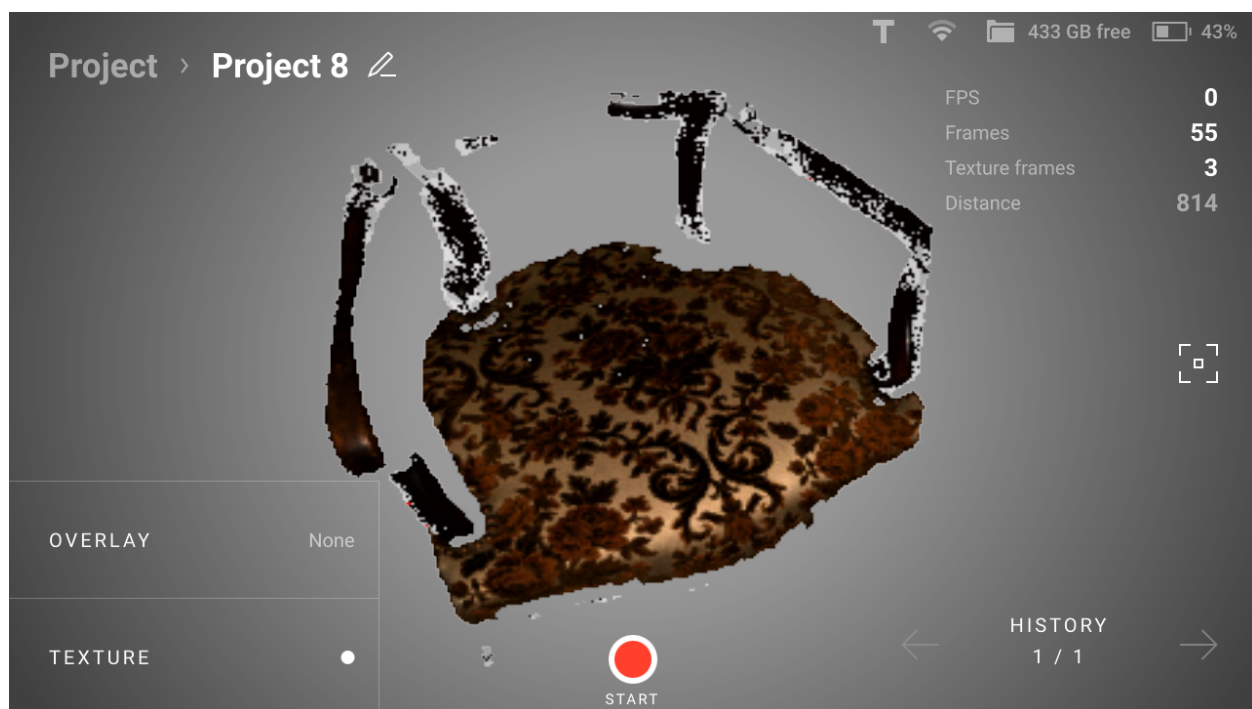 433 GB free 43%
Project › Project 8
FPS 0
Frames 55
Texture frames 3
Distance 814
OVERLAY None
HISTORY
1 / 1
TEXTURE
START